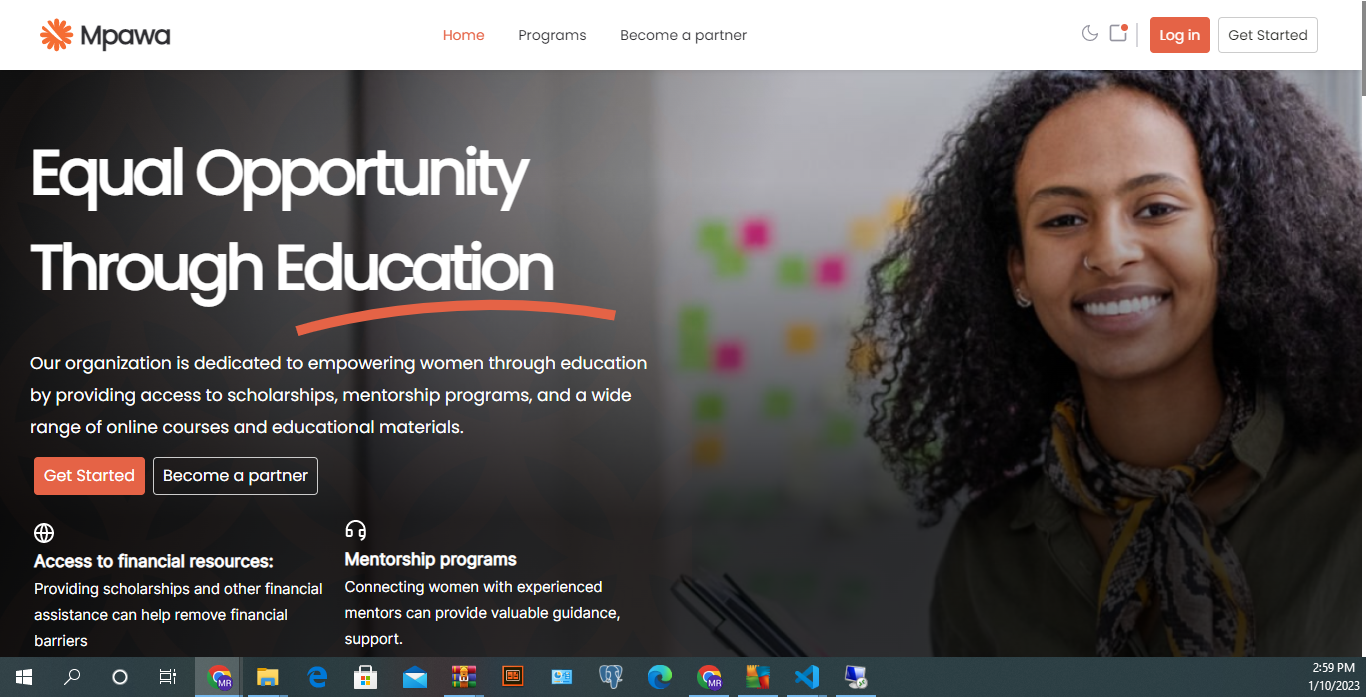 Mpawa
Home Programs Become a partner
Log in Get Started
Equal Opportunity
Through Education
Our organization is dedicated to empowering women through education
by providing access to scholarships, mentorship programs, and a wide
range of online courses and educational materials.
Get Started Become a partner
Access to financial resources:
Providing scholarships and other financial
assistance can help remove financial
barriers
Mentorship programs
Connecting women with experienced
mentors can provide valuable guidance,
support.
MR
MR
2:59 PM
1/10/2023